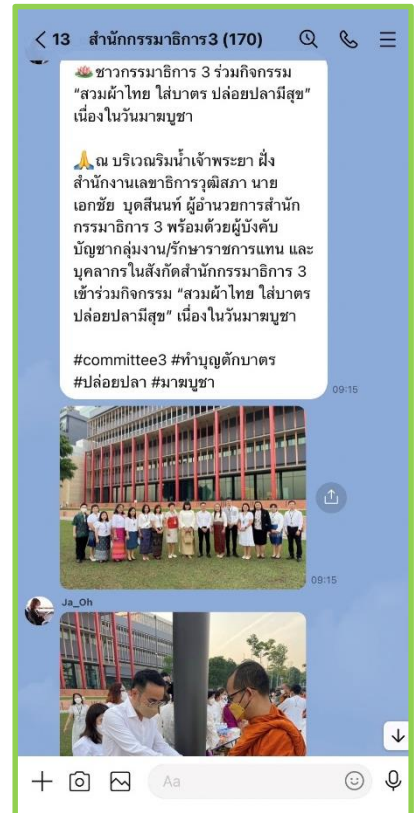 13 สำนักกรรมาธิการ3 (170)
🪷 ชาวกรรมาธิการ 3 ร่วมกิจกรรม
“สวมผ้าไทย ใส่บาตร ปล่อยปลามีสุข”
เนื่องในวันมาฆบูชา
🙏ณ บริเวณริมน้ำเจ้าพระยา ฝั่ง
สำนักงานเลขาธิการวุฒิสภา นาย
เอกชัย บุดสีนนท์ ผู้อำนวยการสำนัก
กรรมาธิการ 3 พร้อมด้วยผู้บังคับ
บัญชากลุ่มงาน/รักษาราชการแทน และ
บุคลากรในสังกัดสำนักกรรมาธิการ 3
เข้าร่วมกิจกรรม “สวมผ้าไทย ใส่บาตร
ปล่อยปลามีสุข” เนื่องในวันมาฆบูชา
#committee3 #ทำบุญตักบาตร
#ปล่อยปลา #มาฆบูชา
09:15
09:15
Ja_Oh
Aa